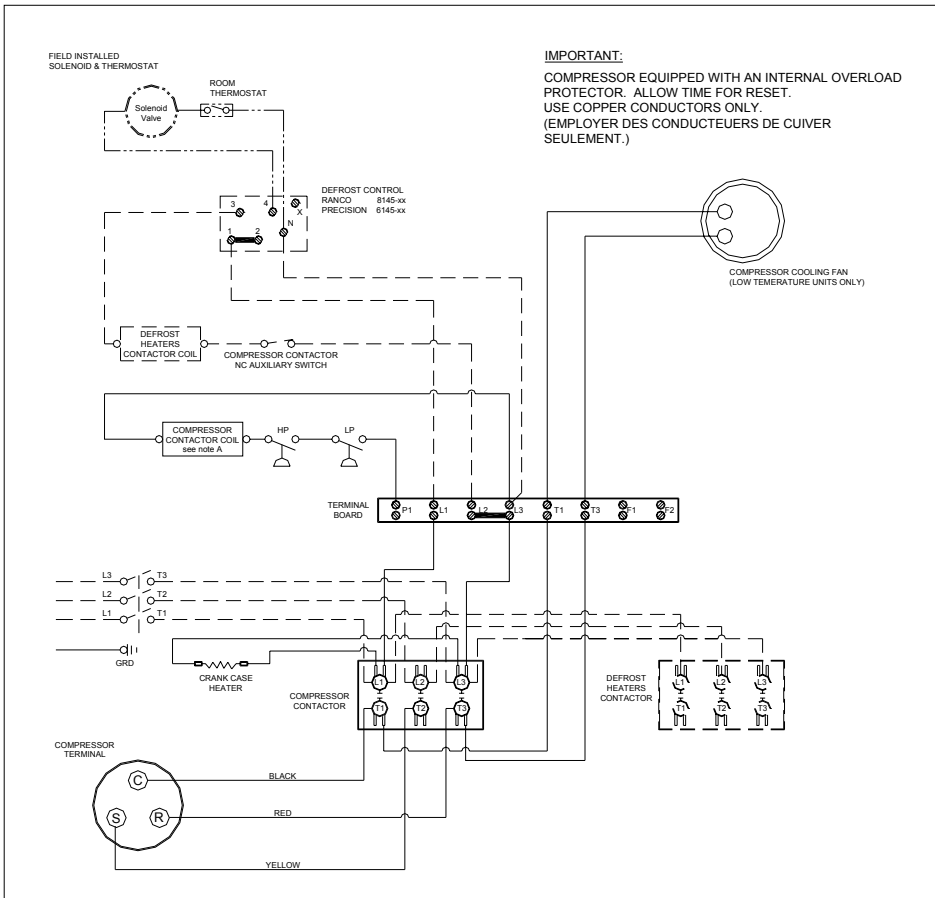 FIELD INSTALLED
SOLENOID & THERMOSTAT
Solenoid
Valve
ROOM
THERMOSTAT
IMPORTANT:
COMPRESSOR EQUIPPED WITH AN INTERNAL OVERLOAD
PROTECTOR. ALLOW TIME FOR RESET.
USE COPPER CONDUCTORS ONLY.
(EMPLOYER DES CONDUCTEUERS DE CUIVER
SEULEMENT.)
DEFROST CONTROL
RANCO 8145-xx
PRECISION 6145-xx
3 4 X
1 2 N
COMPRESSOR COOLING FAN
(LOW TEMERATURE UNITS ONLY)
DEFROST
HEATERS
CONTACTOR COIL
COMPRESSOR CONTACTOR
NC AUXILIARY SWITCH
COMPRESSOR
CONTACTOR COIL
see note A
HP
LP
TERMINAL
BOARD
P1 L1 L2 L3 T1 T3 F1 F2
L3 T3
L2 T2
L1 T1
GRD
CRANK CASE
HEATER
COMPRESSOR
CONTACTOR
L1 L2 L3
T1 T2 T3
DEFROST
HEATERS
CONTACTOR
L1 L2 L3
T1 T2 T3
COMPRESSOR
TERMINAL
C
S R
BLACK
RED
YELLOW